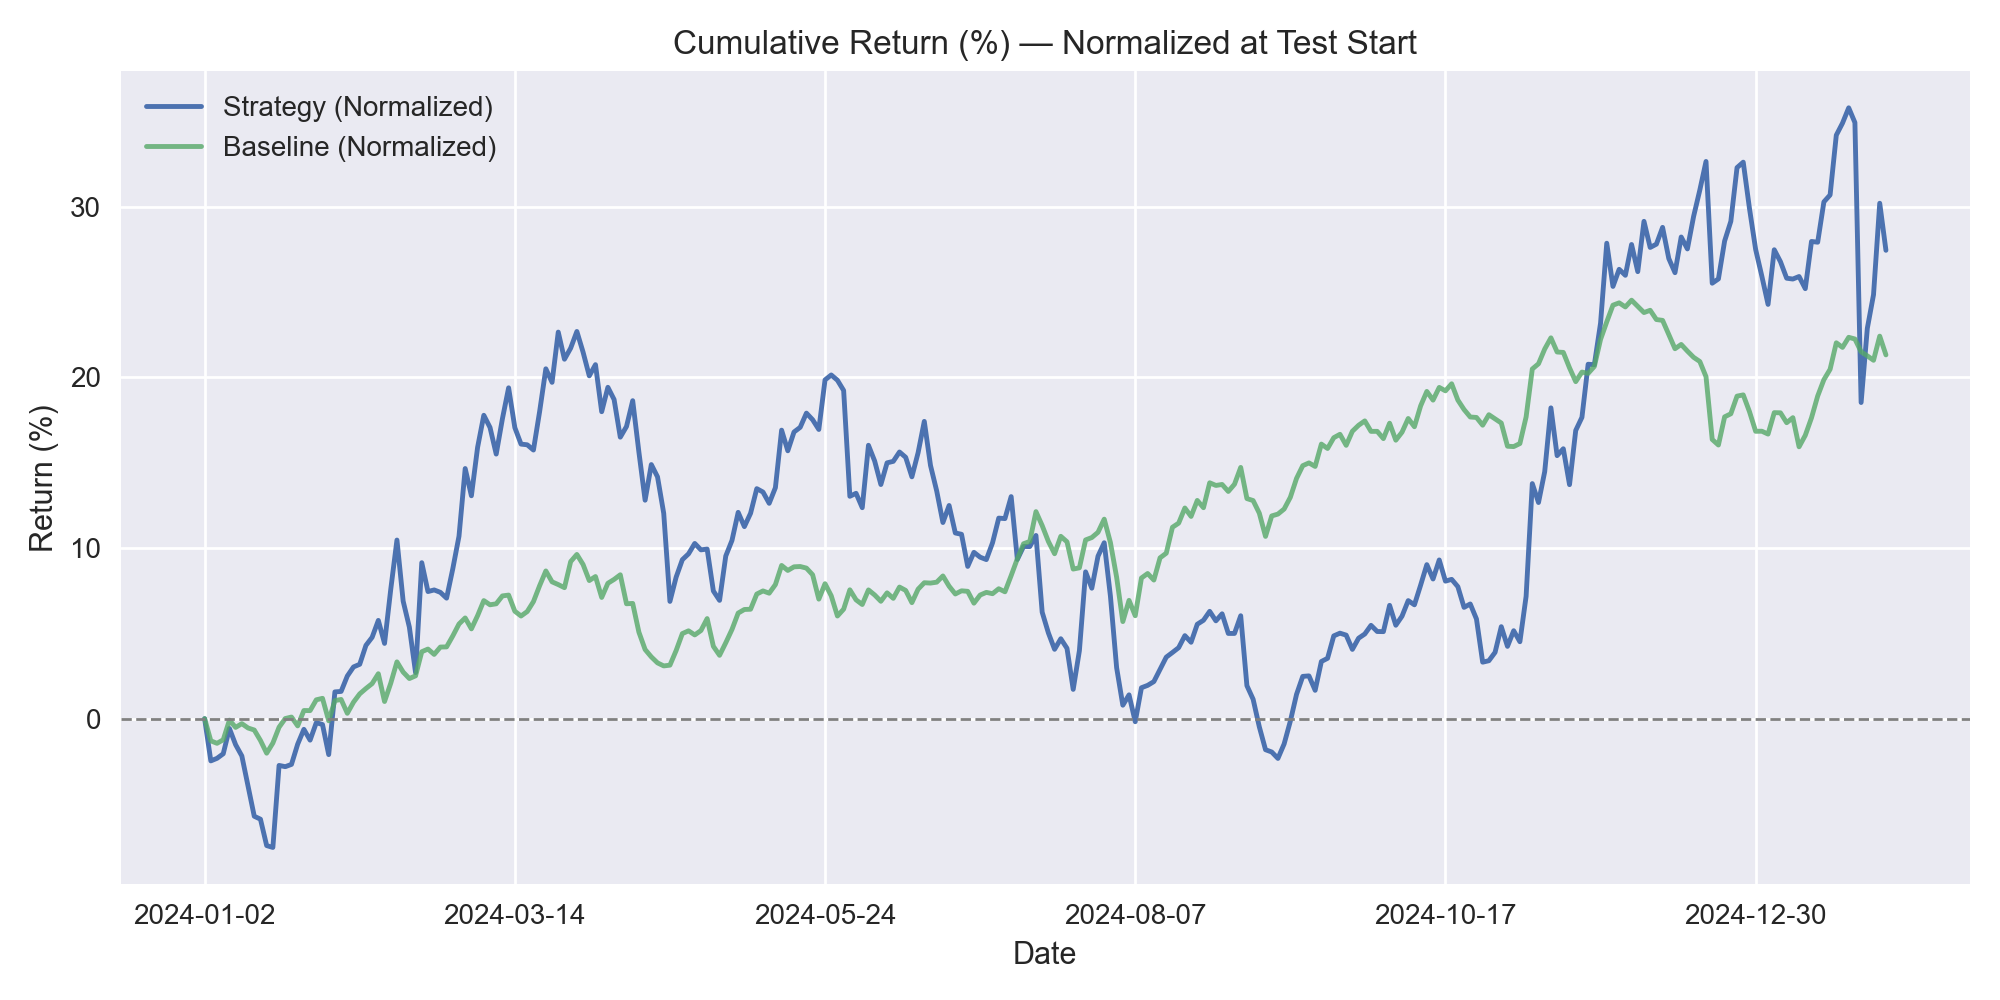 Cumulative Return (%) — Normalized at Test Start
Strategy (Normalized)
Baseline (Normalized)
Return (%)
30
20
10
0
2024-01-02
2024-03-14
2024-05-24
2024-08-07
2024-10-17
2024-12-30
Date